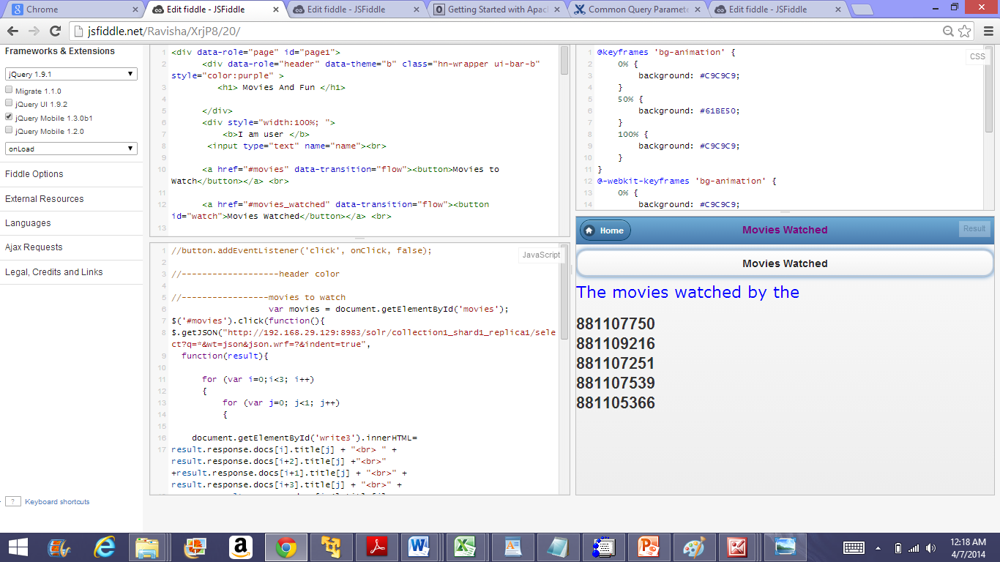 Chrome
Edit fiddle - JSFiddle
Edit fiddle - JSFiddle
Getting Started with Apac
Common Query Paramete
Edit fiddle - JSFiddle
jsfiddle.net/Ravisha/XrjP8/20/
Frameworks & Extensions
jQuery 1.9.1
Migrate 1.1.0
jQuery UI 1.9.2
jQuery Mobile 1.3.0b1
jQuery Mobile 1.2.0
onLoad
Fiddle Options
External Resources
Languages
Ajax Requests
Legal, Credits and Links
? Keyboard shortcuts
1 <div data-role="page" id="page1">
2 <div data-role="header" data-theme="b" class="hn-wrapper ui-bar-b"
style="color:purple" >
3 <h1> Movies And Fun </h1>
4
5 </div>
6 <div style="width:100%; ">
7 <b>I am user </b>
8 <input type="text" name="name"><br>
9
10 <a href="#movies" data-transition="flow"><button>Movies to
Watch</button></a> <br>
11
12 <a href="#movies_watched" data-transition="flow"><button
id="watch">Movies Watched</button></a> <br>
13
JavaScript
1 //button.addEventListener('click', onClick, false);
2
3 //-------------------header color
4
5 //-----------------movies to watch
6 var movies = document.getElementById('movies');
7 $('#movies').click(function(){
8 $.getJSON("http://192.168.29.129:8983/solr/collection1_shard1_replica1/sele
ct?q=*&wt=json&json.wrf=?&indent=true",
9 function(result){
10
11 for (var i=0;i<3; i++)
12 {
13 for (var j=0; j<1; j++)
14 {
15
16 document.getElementById('write3').innerHTML=
17 result.response.docs[i].title[j] + "<br> " +
result.response.docs[i+2].title[j] +"<br>"
+result.response.docs[i+1].title[j] + "<br>" +
result.response.docs[i+3].title[j] + "<br>" +
CSS
1 @keyframes 'bg-animation' {
2 0% {
3 background: #C9C9C9;
4 }
5 50% {
6 background: #61BE50;
7 }
8 100% {
9 background: #C9C9C9;
10 }
11 }
12 @-webkit-keyframes 'bg-animation' {
13 0% {
14 background: #C9C9C9;
Home
Movies Watched
Result
Movies Watched
The movies watched by the
881107750
881109216
881107251
881107539
881105366
12:18 AM
4/7/2014